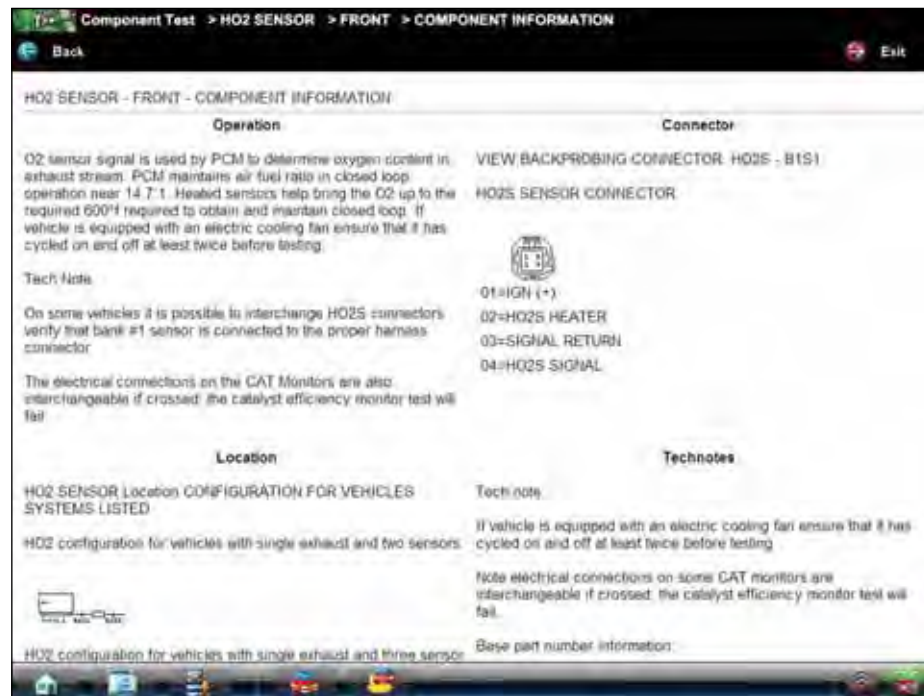 Component Test > HO2 SENSOR > FRONT > COMPONENT INFORMATION
Back
Exit
HO2 SENSOR - FRONT - COMPONENT INFORMATION
Operation
O2 sensor signal is used by PCM to determine oxygen content in
exhaust stream. PCM maintains air fuel ratio in closed loop
operation near 14.7:1. Heated sensors help bring the O2 up to the
required 600°f required to obtain and maintain closed loop. If
vehicle is equipped with an electric cooling fan ensure that it has
cycled on and off at least twice before testing.
Tech Note
On some vehicles it is possible to interchange HO2S connectors
verify that bank #1 sensor is connected to the proper harness
connector
The electrical connections on the CAT Monitors are also
interchangeable if crossed, the catalyst efficiency monitor test will
fail
Connector
VIEW BACKPROBING CONNECTOR HO2S - B1S1
HO2S SENSOR CONNECTOR
01=IGN (+)
02=HO2S HEATER
03=SIGNAL RETURN
04=HO2S SIGNAL
Location
HO2 SENSOR Location CONFIGURATION FOR VEHICLES
SYSTEMS LISTED
HO2 configuration for vehicles with single exhaust and two sensors
HO2 configuration for vehicles with single exhaust and three sensor
Technotes
Tech note
If vehicle is equipped with an electric cooling fan ensure that it has
cycled on and off at least twice before testing
Note electrical connections on some CAT monitors are
interchangeable if crossed, the catalyst efficiency monitor test will
fail.
Base part number information: